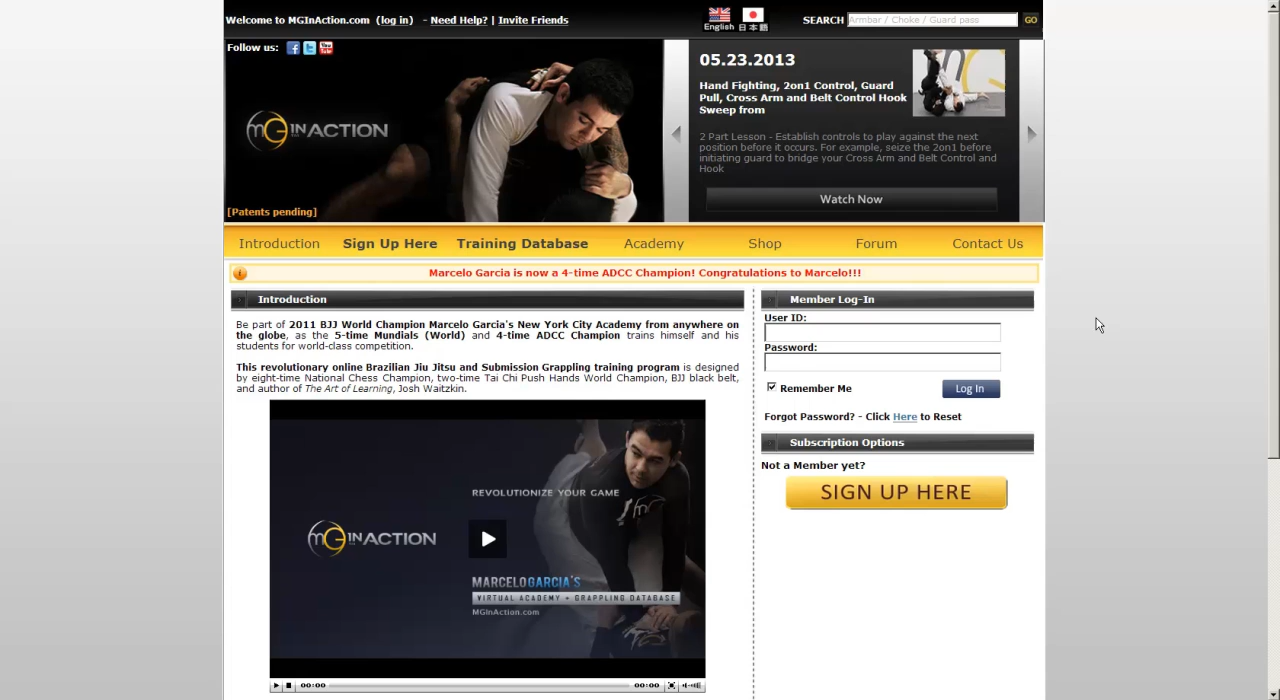 Welcome to MGInAction.com (log in) - Need Help? | Invite Friends
English 日本語
SEARCH Armbar / Choke / Guard pass GO
Follow us:
MG IN ACTION
[Patents pending]
05.23.2013
Hand Fighting, 2on1 Control, Guard
Pull, Cross Arm and Belt Control Hook
Sweep from
2 Part Lesson - Establish controls to play against the next
position before it occurs. For example, seize the 2on1 before
initiating guard to bridge your Cross Arm and Belt Control and
Hook
Watch Now
Introduction Sign Up Here Training Database Academy Shop Forum Contact Us
Marcelo Garcia is now a 4-time ADCC Champion! Congratulations to Marcelo!!!
Introduction
Be part of 2011 BJJ World Champion Marcelo Garcia's New York City Academy from anywhere on
the globe, as the 5-time Mundials (World) and 4-time ADCC Champion trains himself and his
students for world-class competition.
This revolutionary online Brazilian Jiu Jitsu and Submission Grappling training program is designed
by eight-time National Chess Champion, two-time Tai Chi Push Hands World Champion, BJJ black belt,
and author of The Art of Learning, Josh Waitzkin.
REVOLUTIONIZE YOUR GAME
MG IN ACTION
MARCELOGARCIA'S
VIRTUAL ACADEMY + GRAPPLING DATABASE
MGInAction.com
00:00 00:00
Member Log-In
User ID:
Password:
Remember Me
Log In
Forgot Password? - Click Here to Reset
Subscription Options
Not a Member yet?
SIGN UP HERE